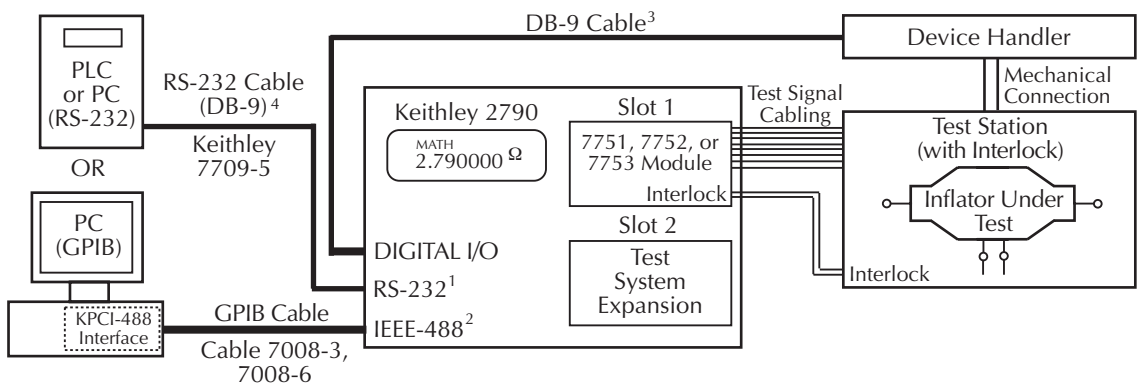 DB-9 Cable³
Device Handler
PLC
or PC
(RS-232)
RS-232 Cable
(DB-9)⁴
Keithley
7709-5
OR
PC
(GPIB)
KPCI-488
Interface
GPIB Cable
Cable 7008-3,
7008-6
Keithley 2790
MATH
2.790000 Ω
DIGITAL I/O
RS-232¹
IEEE-488²
Slot 1
7751, 7752, or
7753 Module
Interlock
Slot 2
Test
System
Expansion
Test Signal
Cabling
Mechanical
Connection
Test Station
(with Interlock)
Inflator Under
Test
Interlock